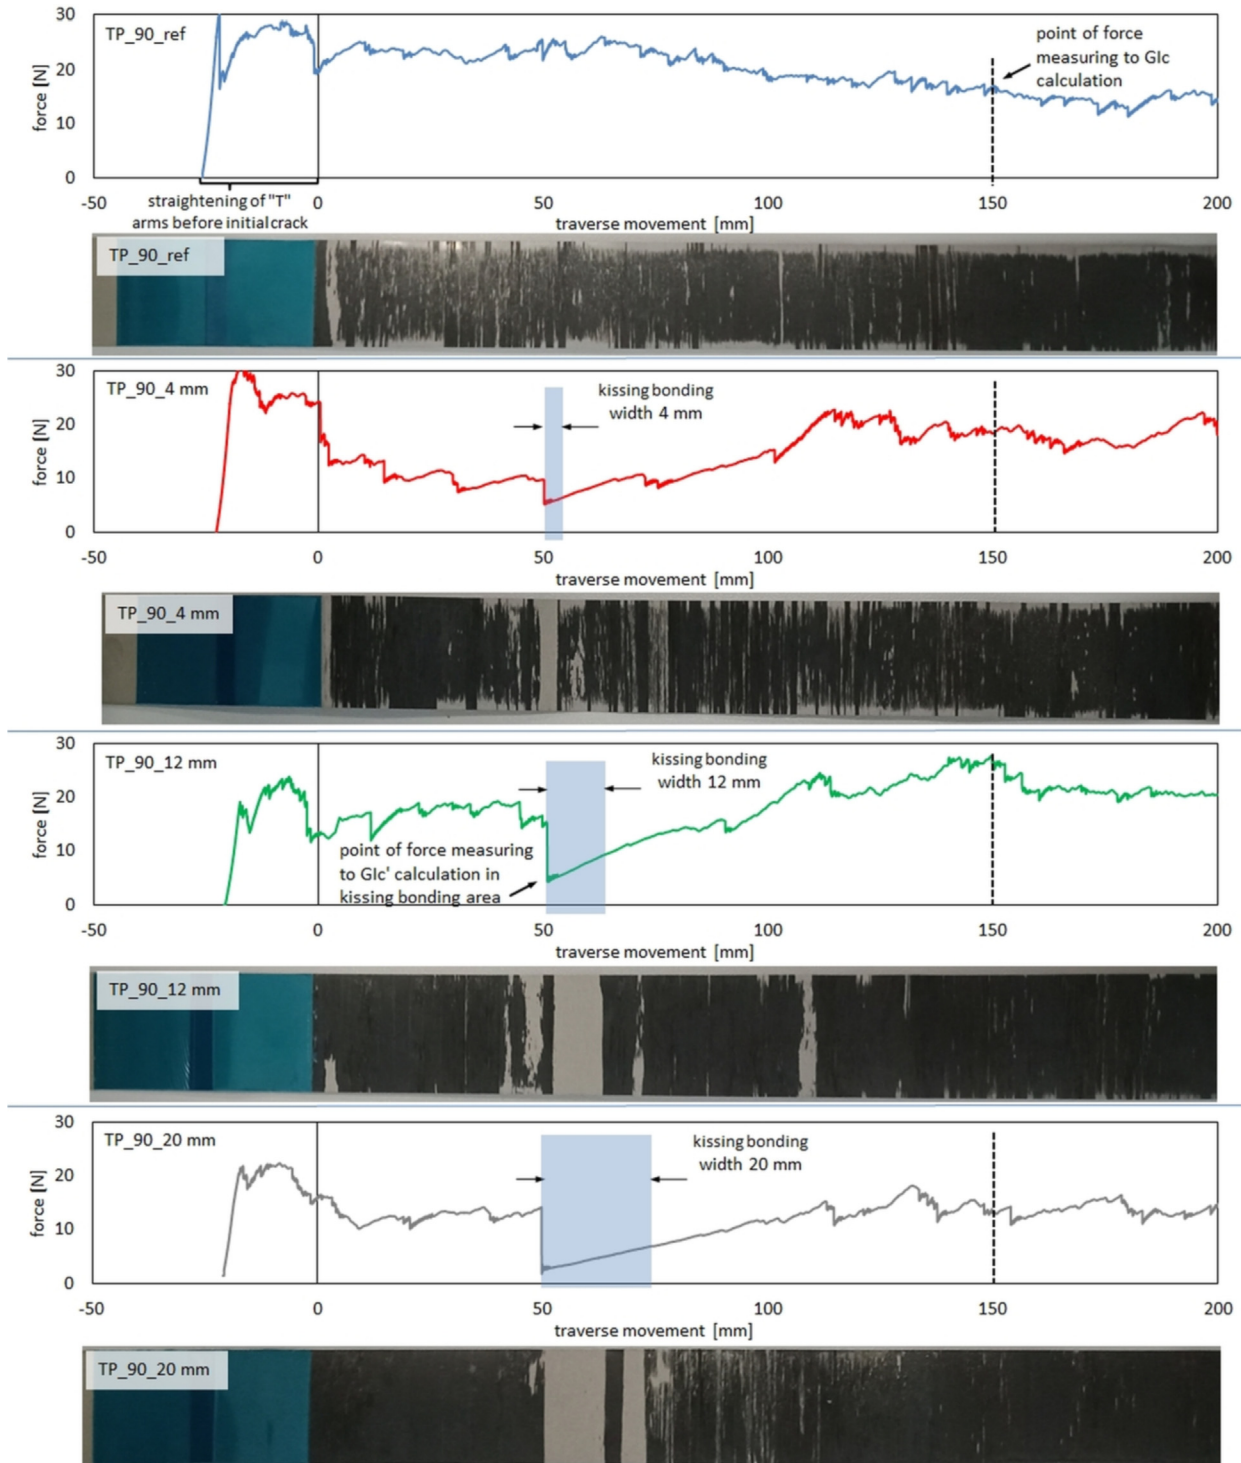 30
TP_90_ref
point of force
measuring to GIc
calculation
20
force [N]
10
0
-50
straightening of "T"
arms before initial crack
0
50
100
150
200
traverse movement [mm]
TP_90_ref
30
TP_90_4 mm
kissing bonding
width 4 mm
20
force [N]
10
0
-50
0
50
100
150
200
traverse movement [mm]
TP_90_4 mm
30
TP_90_12 mm
kissing bonding
width 12 mm
20
force [N]
10
point of force measuring
to GIc' calculation in
kissing bonding area
0
-50
0
50
100
150
200
traverse movement [mm]
TP_90_12 mm
30
TP_90_20 mm
kissing bonding
width 20 mm
20
force [N]
10
0
-50
0
50
100
150
200
traverse movement [mm]
TP_90_20 mm